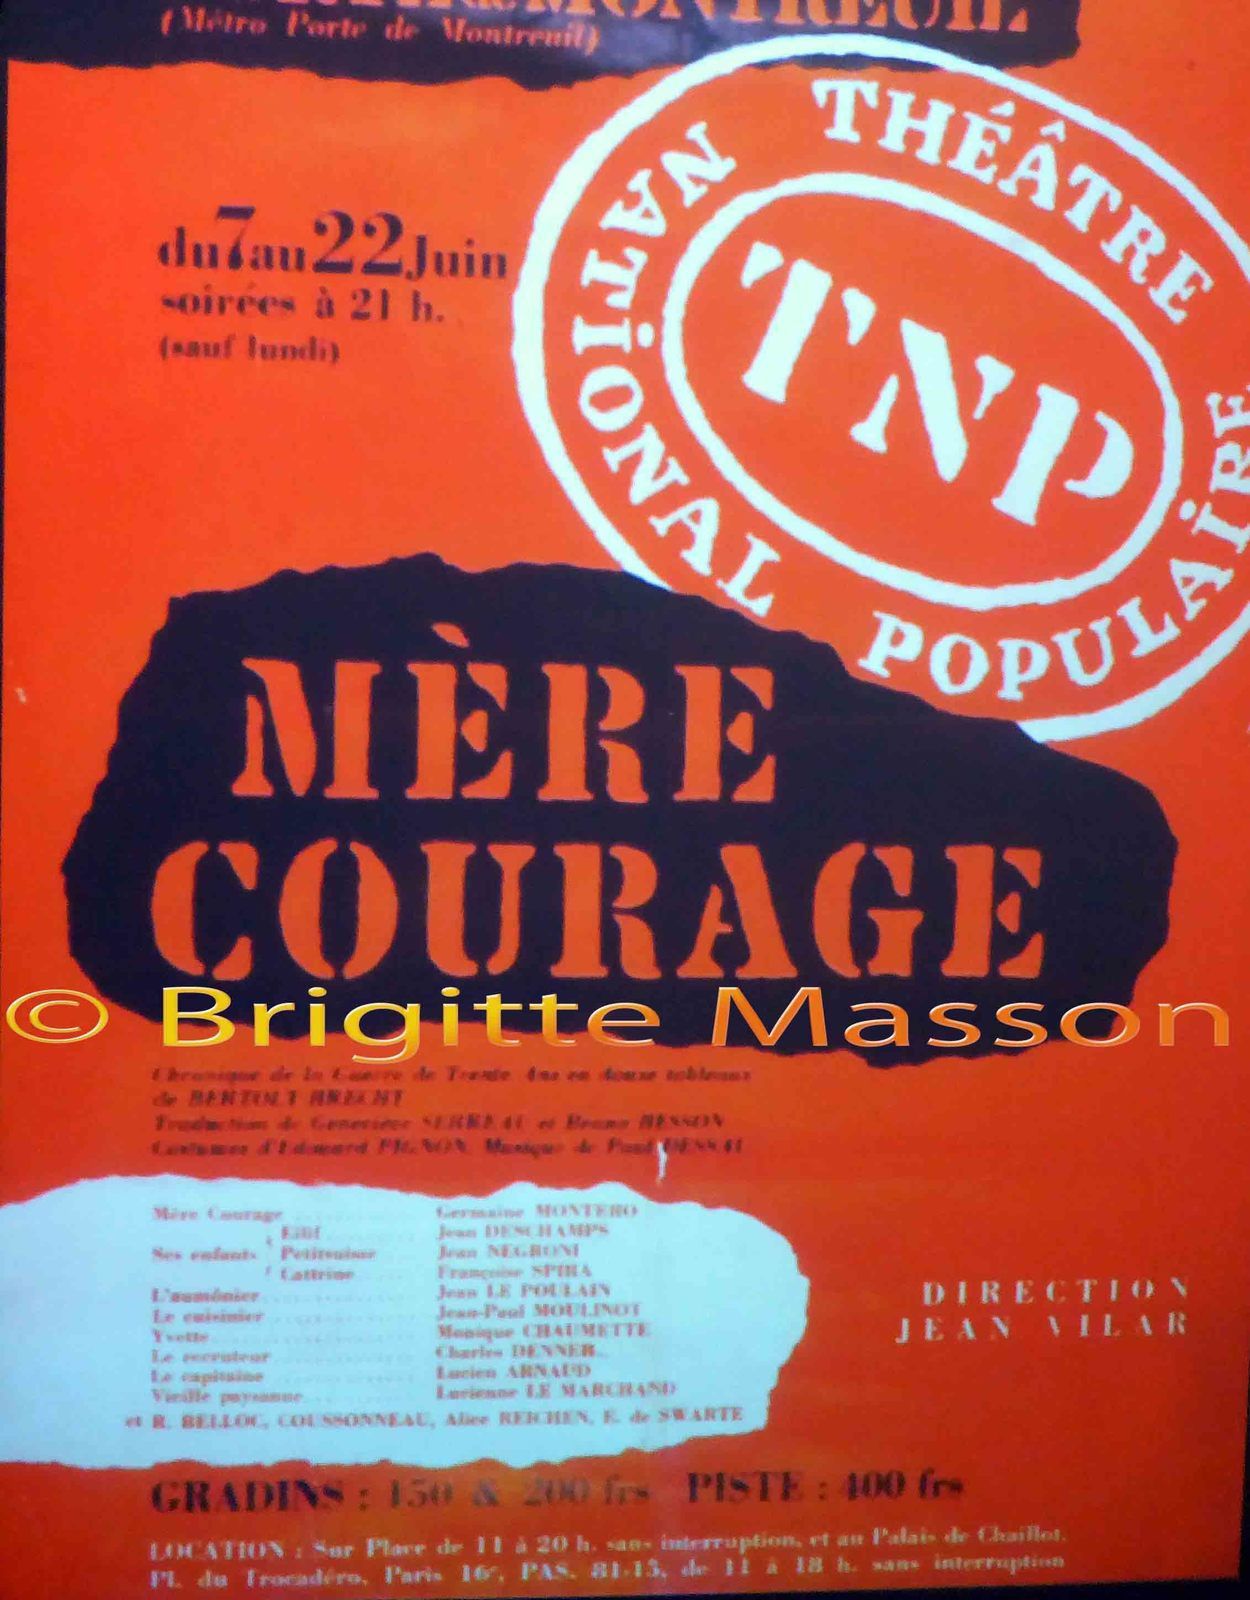 MONTREUIL
(Métro Porte de Montreuil)
THÉÂTRE
NATIONAL
POPULAIRE
TNP
du 7 au 22 Juin
soirées à 21 h.
(sauf lundi)
MÈRE
COURAGE
© Brigitte Masson
Chronique de la Guerre de Trente Ans en douze tableaux
de BERTOLT BRECHT
Traduction de Geneviève SERREAU et Benno BESSON
Costumes d'Edouard PIGNON. Musique de Paul DESSAU
Mère Courage .............. Germaine MONTERO
Eilif .............. Jean DESCHAMPS
Ses enfants Petitsuisse .......... Jean NEGRONI
Cattrine .......... Françoise SPIRA
L'aumônier .............. Jean LE POULAIN
Le cuisinier .............. Jean-Paul MOULINOT
Yvette .............. Monique CHAUMETTE
Le recruteur .............. Charles DENNER
Le capitaine .............. Lucien ARNAUD
Vieille paysanne .............. Lucienne LE MARCHAND
et R. BELLOC, COUSSONNEAU, Alice REICHEN, E. de SWARTE
DIRECTION
JEAN VILAR
GRADINS : 150 & 200 frs PISTE : 400 frs
LOCATION : Sur Place de 11 à 20 h. sans interruption, et au Palais de Chaillot,
Pl. du Trocadéro, Paris 16e, PAS. 81-15, de 11 à 18 h. sans interruption